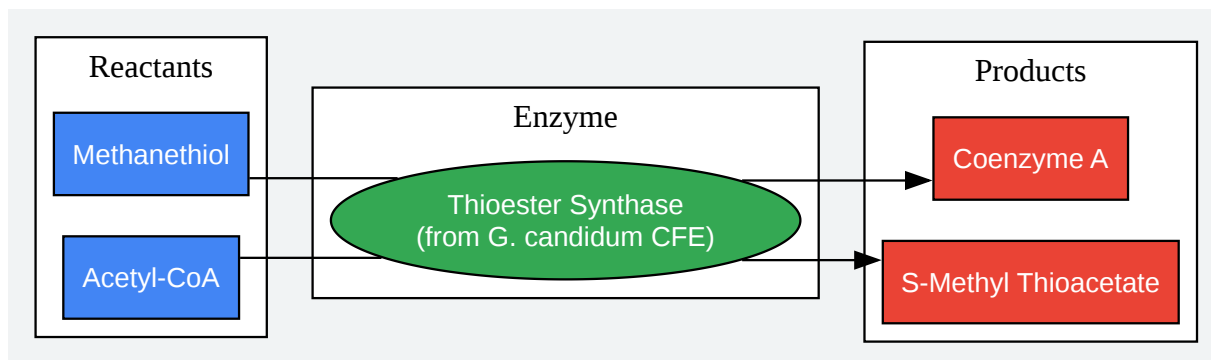 Reactants
Methanethiol
Acetyl-CoA
Enzyme
Thioester Synthase
(from G. candidum CFE)
Products
Coenzyme A
S-Methyl Thioacetate